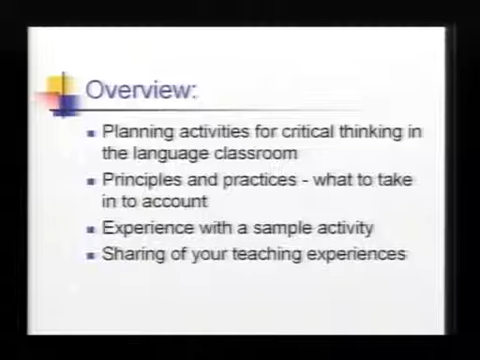 Overview:
Planning activities for critical thinking in
the language classroom
Principles and practices - what to take
in to account
Experience with a sample activity
Sharing of your teaching experiences